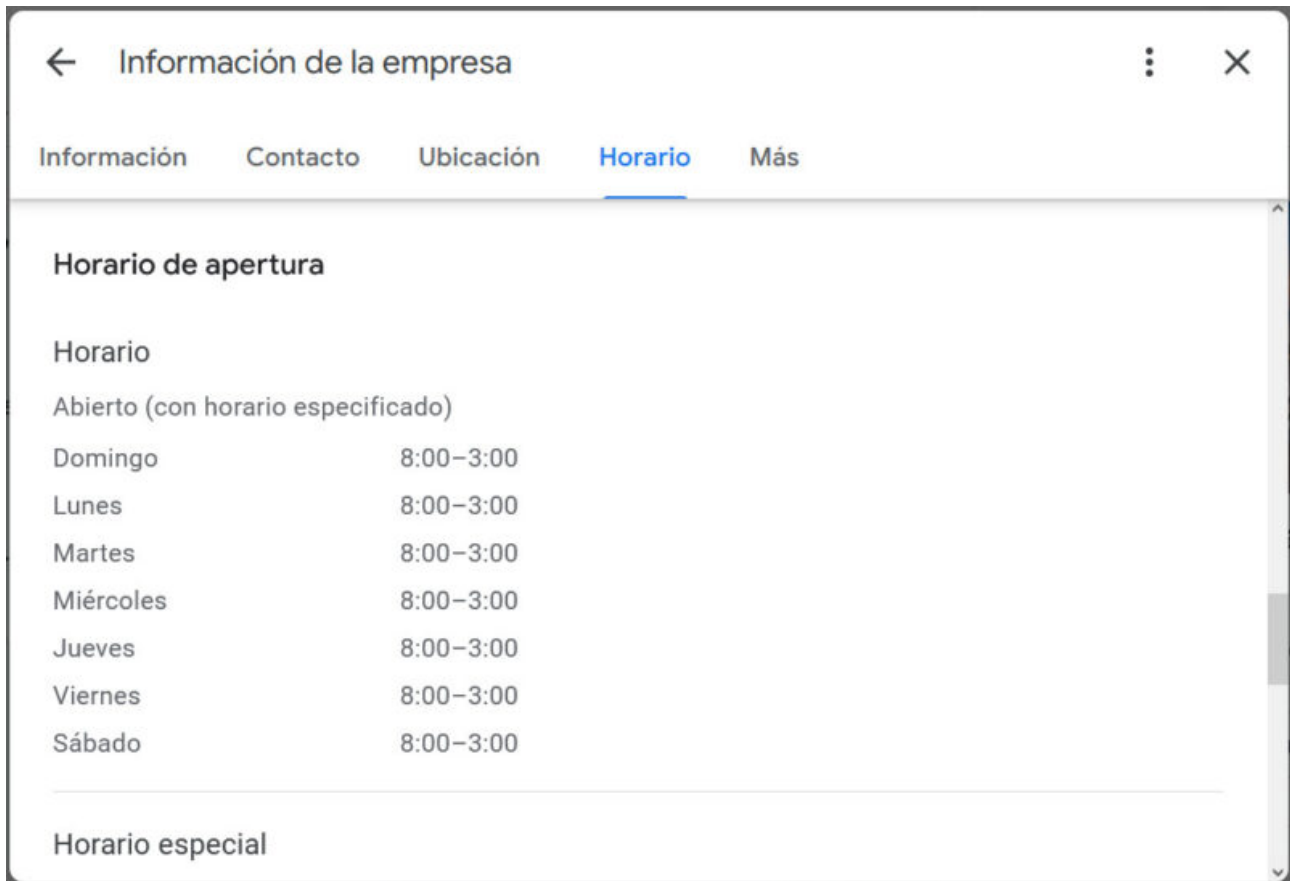 Información de la empresa
Información Contacto Ubicación Horario Más
Horario de apertura
Horario
Abierto (con horario especificado)
Domingo 8:00–3:00
Lunes 8:00–3:00
Martes 8:00–3:00
Miércoles 8:00–3:00
Jueves 8:00–3:00
Viernes 8:00–3:00
Sábado 8:00–3:00
Horario especial